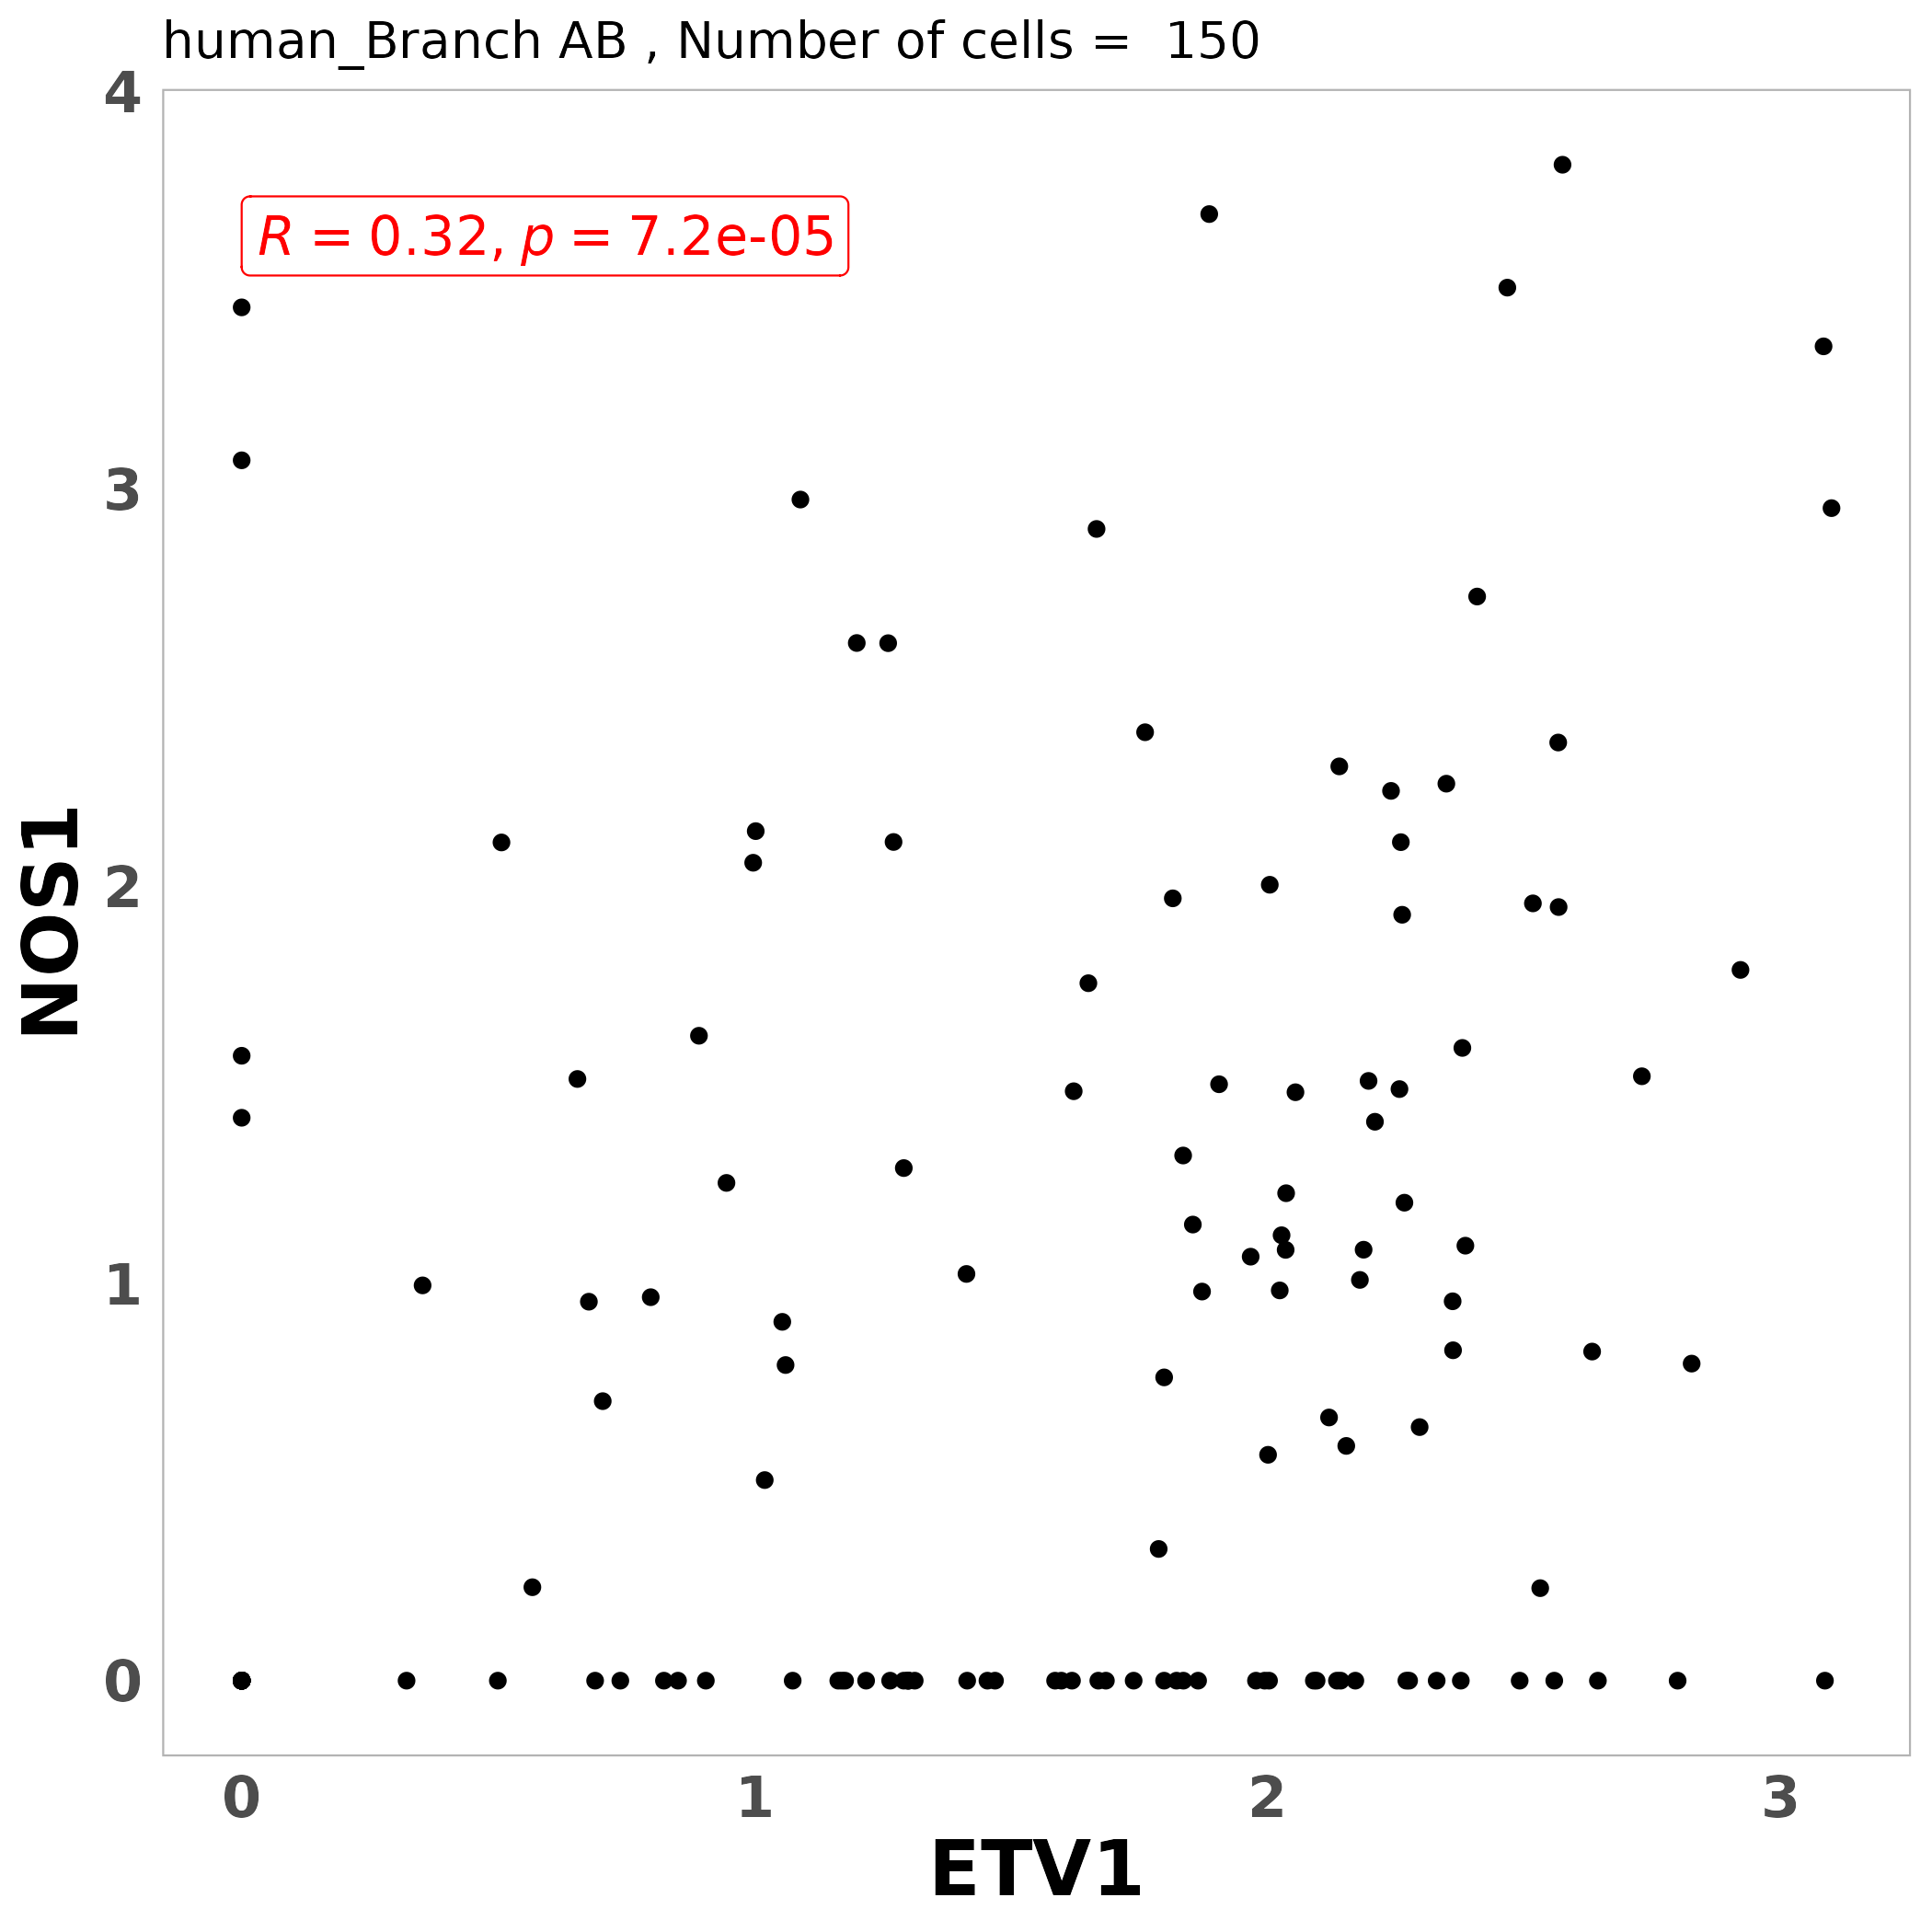 human_Branch AB , Number of cells =  150
4
R = 0.32, p = 7.2e-05
3
2
1
0
NOS1
0 1 2 3
ETV1